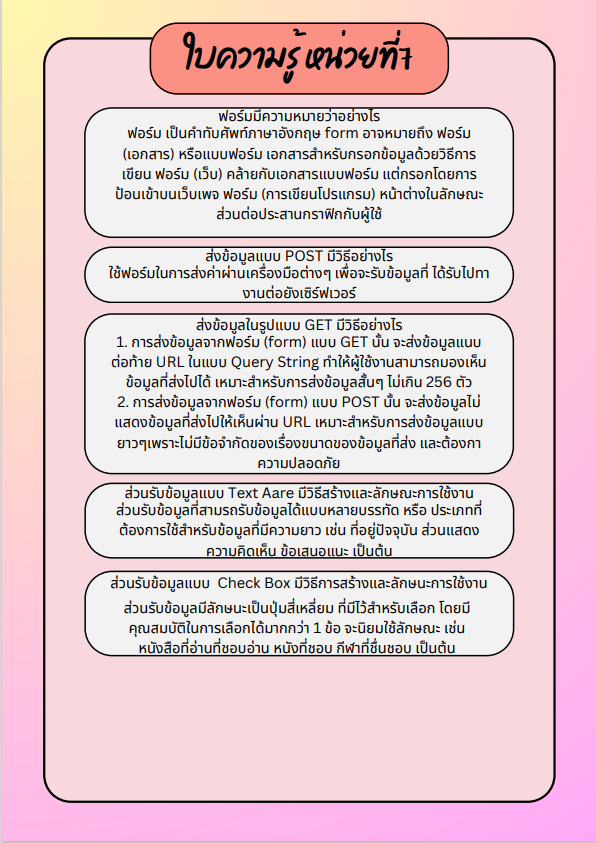 ใบความรู้ หน่วยที่7
ฟอร์มมีความหมายว่าอย่างไร
ฟอร์ม เป็นคำทับศัพท์ภาษาอังกฤษ form อาจหมายถึง ฟอร์ม
(เอกสาร) หรือแบบฟอร์ม เอกสารสำหรับกรอกข้อมูลด้วยวิธีการ
เขียน ฟอร์ม (เว็บ) คล้ายกับเอกสารแบบฟอร์ม แต่กรอกโดยการ
ป้อนเข้าบนเว็บเพจ ฟอร์ม (การเขียนโปรแกรม) หน้าต่างในลักษณะ
ส่วนต่อประสานกราฟิกกับผู้ใช้
ส่งข้อมูลแบบ POST มีวิธีอย่างไร
ใช้ฟอร์มในการส่งค่าผ่านเครื่องมือต่างๆ เพื่อจะรับข้อมูลที่ ได้รับไปทา
งานต่อยังเซิร์ฟเวอร์
ส่งข้อมูลในรูปแบบ GET มีวิธีอย่างไร
1. การส่งข้อมูลจากฟอร์ม (form) แบบ GET นั้น จะส่งข้อมูลแนบ
ต่อท้าย URL ในแบบ Query String ทำให้ผู้ใช้งานสามารถมองเห็น
ข้อมูลที่ส่งไปได้ เหมาะสำหรับการส่งข้อมูลสั้นๆ ไม่เกิน 256 ตัว
2. การส่งข้อมูลจากฟอร์ม (form) แบบ POST นั้น จะส่งข้อมูลไม่
แสดงข้อมูลที่ส่งไปให้เห็นผ่าน URL เหมาะสำหรับการส่งข้อมูลแบบ
ยาวๆเพราะไม่มีข้อจำกัดของเรื่องขนาดของข้อมูลที่ส่ง และต้องกา
ความปลอดภัย
ส่วนรับข้อมูลแบบ Text Aare มีวิธีสร้างและลักษณะการใช้งาน
ส่วนรับข้อมูลที่สามรถรับข้อมูลได้แบบหลายบรรทัด หรือ ประเภทที่
ต้องการใช้สำหรับข้อมูลที่มีความยาว เช่น ที่อยู่ปัจจุบัน ส่วนแสดง
ความคิดเห็น ข้อเสนอแนะ เป็นต้น
ส่วนรับข้อมูลแบบ  Check Box มีวิธีการสร้างและลักษนะการใช้งาน
ส่วนรับข้อมูลมีลักษนะเป็นปุ่มสี่เหลี่ยม ที่มีไว้สำหรับเลือก โดยมี
คุณสมบัติในการเลือกได้มากกว่า 1 ข้อ จะนิยมใช้ลักษณะ เช่น
หนังสือที่อ่านที่ชอบอ่าน หนังที่ชอบ กีฬาที่ชื่นชอบ เป็นต้น